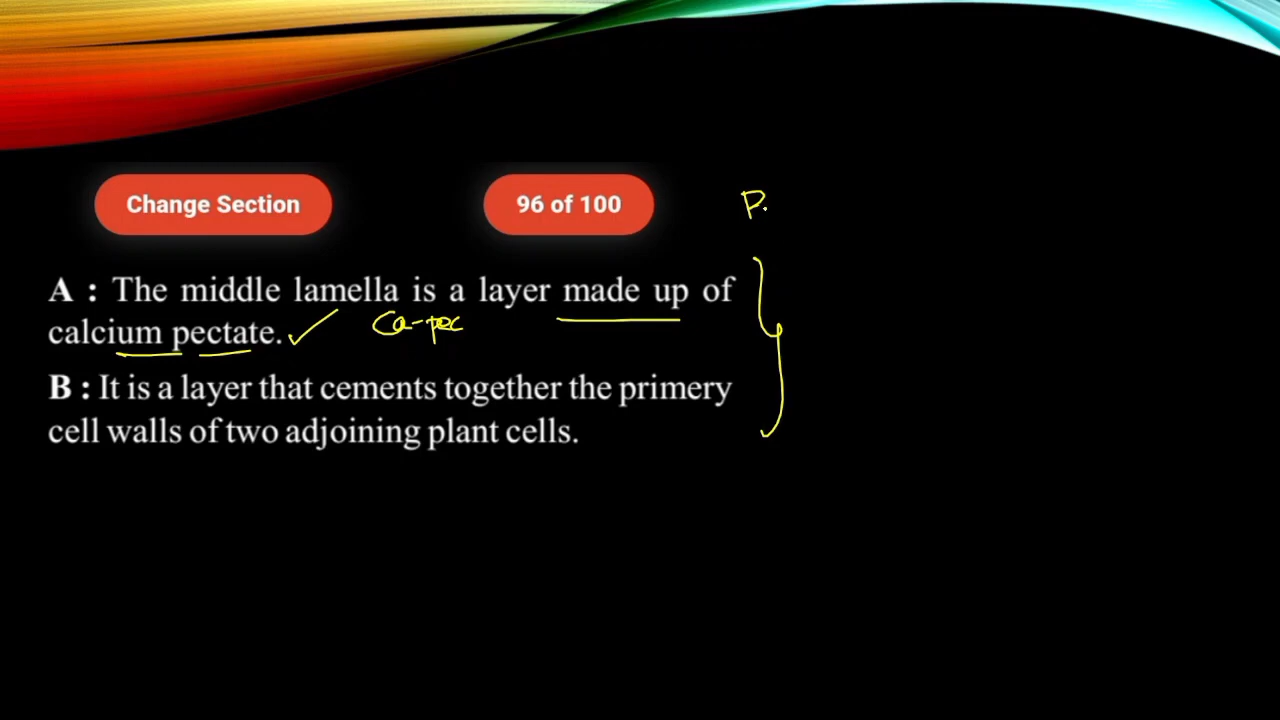 Change Section
96 of 100
P.
A : The middle lamella is a layer made up of
calcium pectate.
Ca-pec
B : It is a layer that cements together the primery
cell walls of two adjoining plant cells.